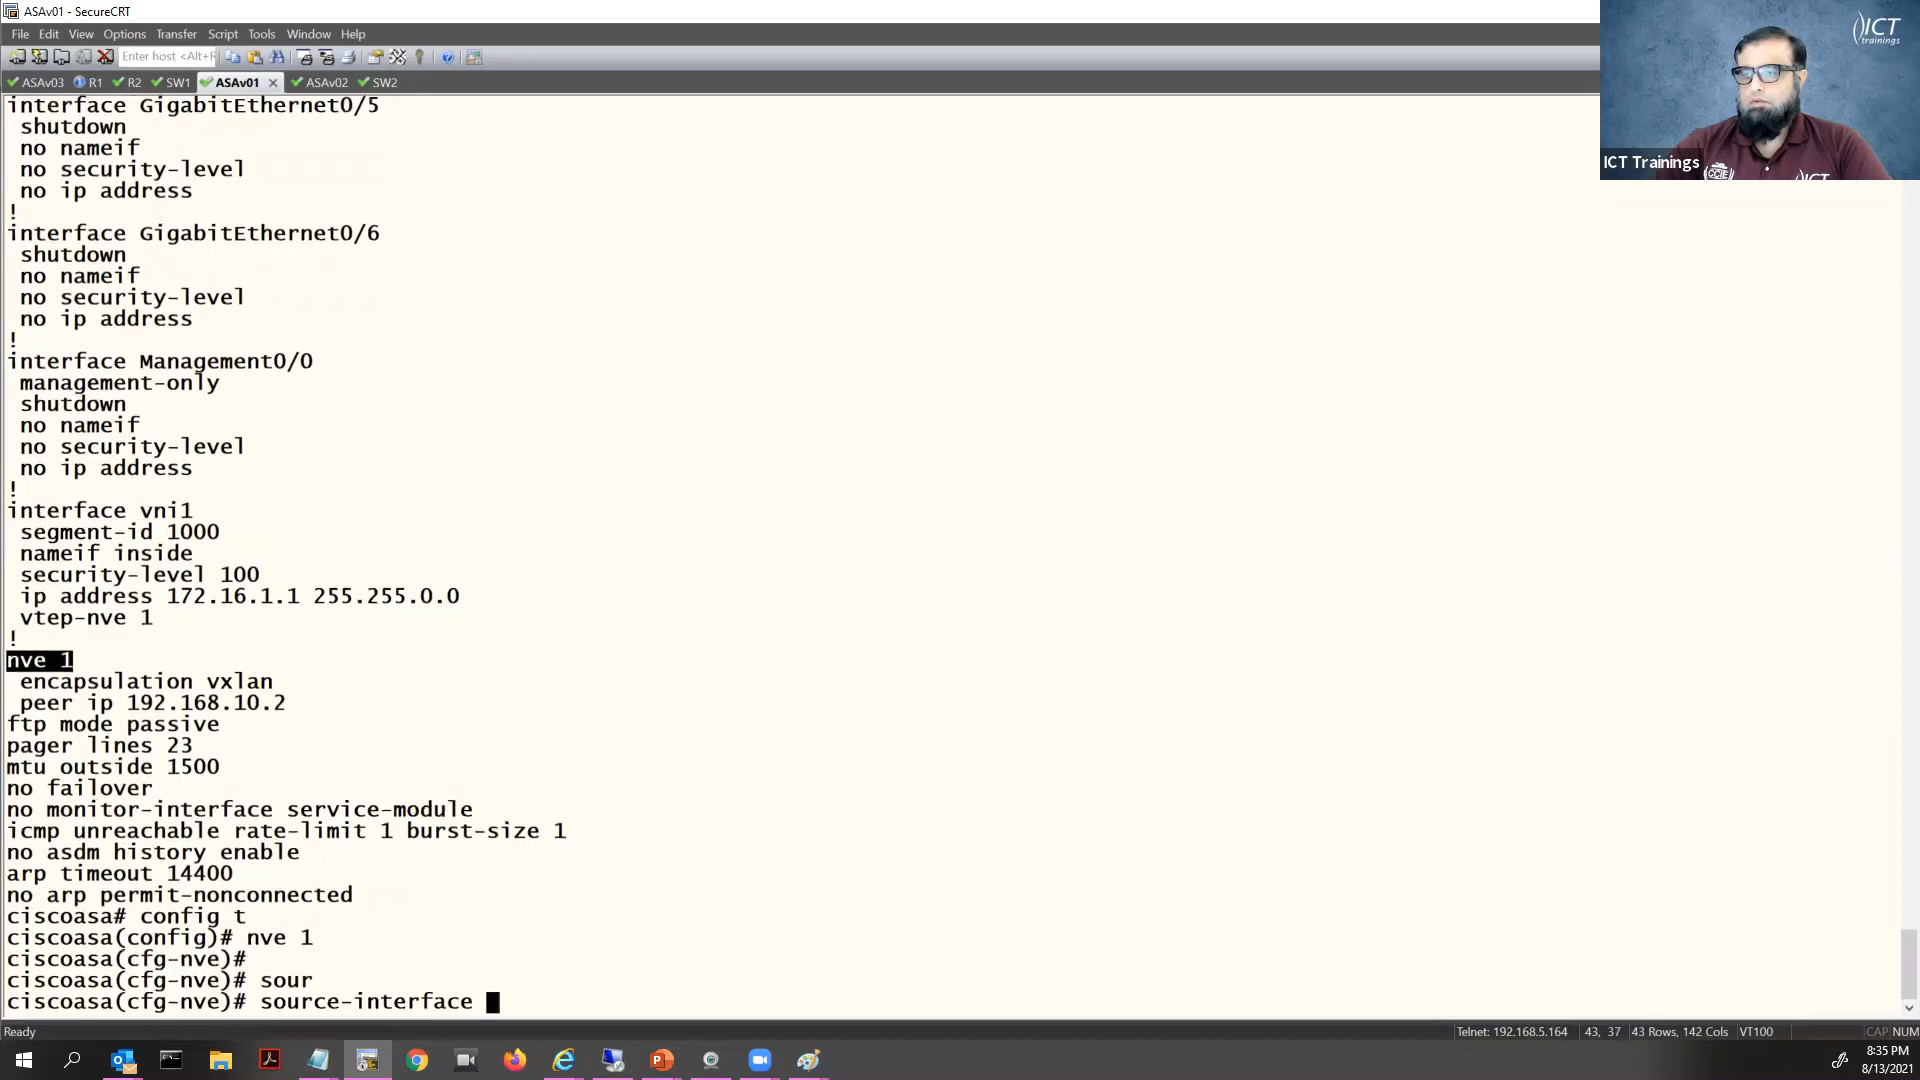 ASAv01 - SecureCRT
File Edit View Options Transfer Script Tools Window Help
Enter host <Alt+R
ASAv03 R1 R2 SW1 ASAv01 ASAv02 SW2
interface GigabitEthernet0/5
shutdown
no nameif
no security-level
no ip address
!
interface GigabitEthernet0/6
shutdown
no nameif
no security-level
no ip address
!
interface Management0/0
management-only
shutdown
no nameif
no security-level
no ip address
!
interface vni1
segment-id 1000
nameif inside
security-level 100
ip address 172.16.1.1 255.255.0.0
vtep-nve 1
!
nve 1
encapsulation vxlan
peer ip 192.168.10.2
ftp mode passive
pager lines 23
mtu outside 1500
no failover
no monitor-interface service-module
icmp unreachable rate-limit 1 burst-size 1
no asdm history enable
arp timeout 14400
no arp permit-nonconnected
ciscoasa# config t
ciscoasa(config)# nve 1
ciscoasa(cfg-nve)#
ciscoasa(cfg-nve)# sour
ciscoasa(cfg-nve)# source-interface
ICT
trainings
ICT Trainings
CCIE
ICT
Ready
Telnet: 192.168.5.164 43, 37 43 Rows, 142 Cols VT100 CAP NUM
8:35 PM
8/13/2021